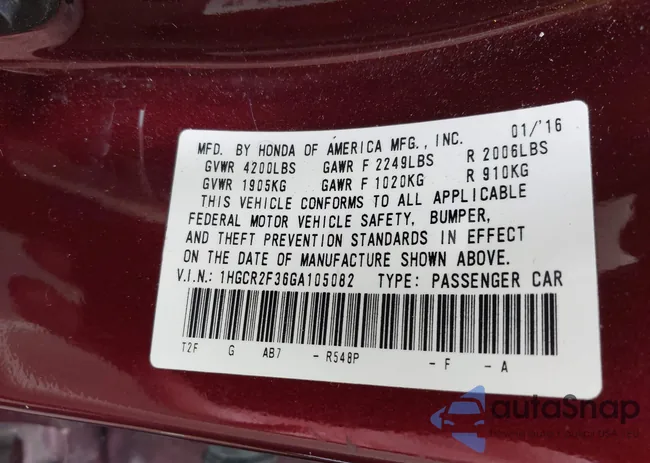 MFD. BY HONDA OF AMERICA MFG., INC. 01/'16
GVWR 4200LBS GAWR F 2249LBS R 2006LBS
GVWR 1905KG GAWR F 1020KG R 910KG
THIS VEHICLE CONFORMS TO ALL APPLICABLE
FEDERAL MOTOR VEHICLE SAFETY, BUMPER,
AND THEFT PREVENTION STANDARDS IN EFFECT
ON THE DATE OF MANUFACTURE SHOWN ABOVE.
V.I.N.: 1HGCR2F36GA105082 TYPE: PASSENGER CAR
T2F G AB7 - R548P - F - A
autoSnap